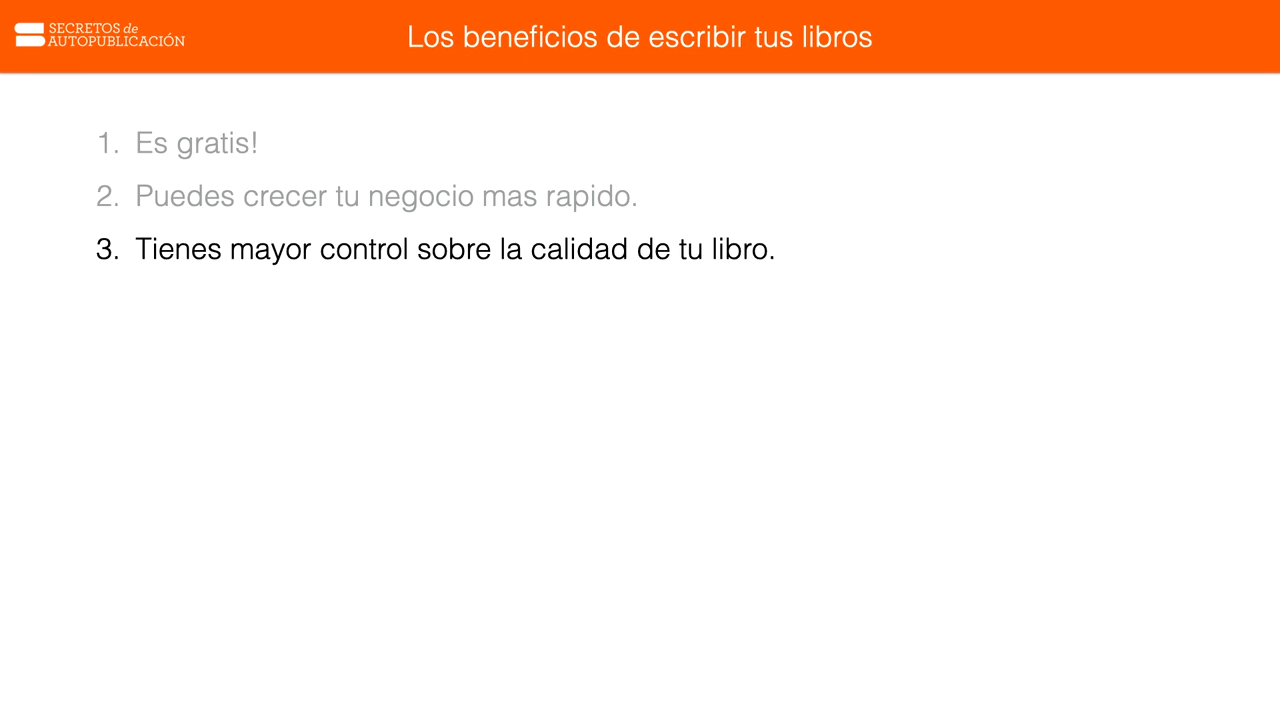 SECRETOS de
AUTOPUBLICACIÓN
Los beneficios de escribir tus libros
1. Es gratis!
2. Puedes crecer tu negocio mas rapido.
3. Tienes mayor control sobre la calidad de tu libro.